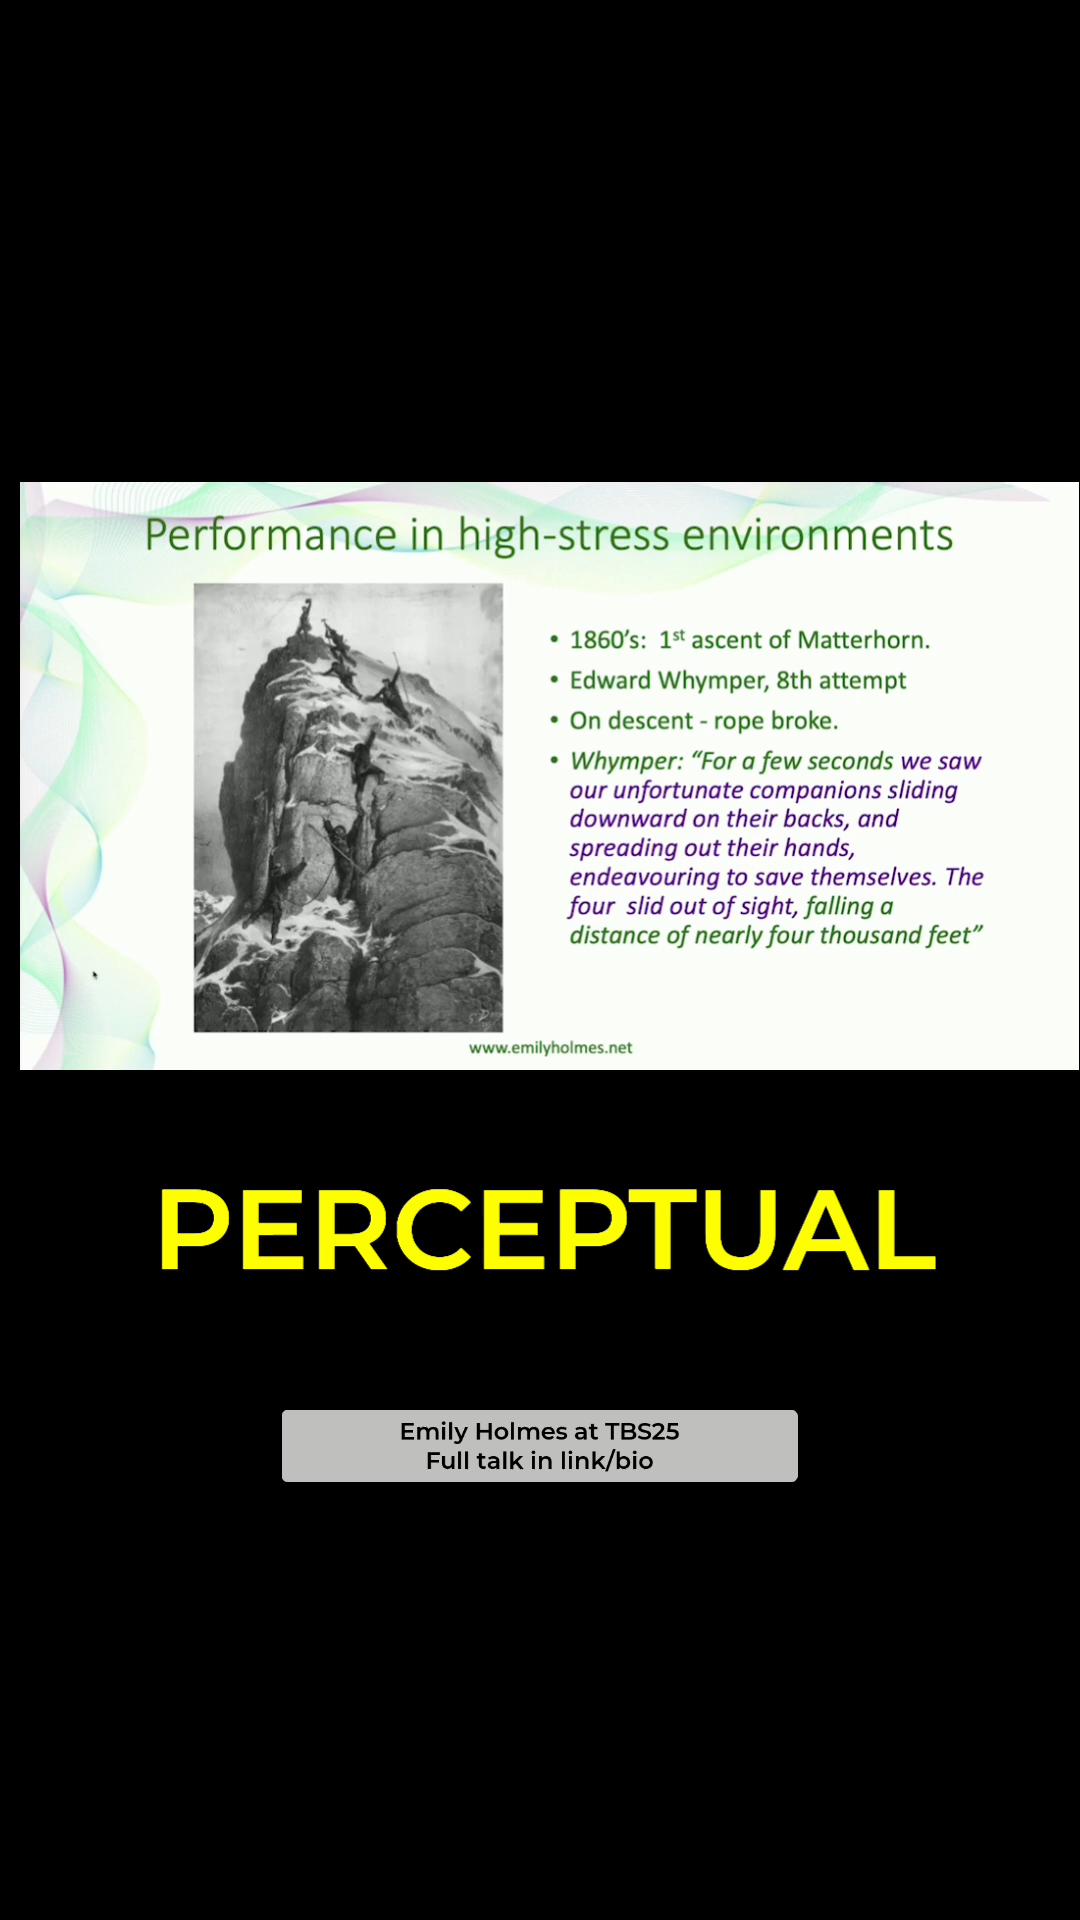 Performance in high-stress environments
• 1860's: 1st ascent of Matterhorn.
• Edward Whymper, 8th attempt
• On descent - rope broke.
• Whymper: “For a few seconds we saw
our unfortunate companions sliding
downward on their backs, and
spreading out their hands,
endeavouring to save themselves. The
four slid out of sight, falling a
distance of nearly four thousand feet”
www.emilyholmes.net
PERCEPTUAL
Emily Holmes at TBS25
Full talk in link/bio